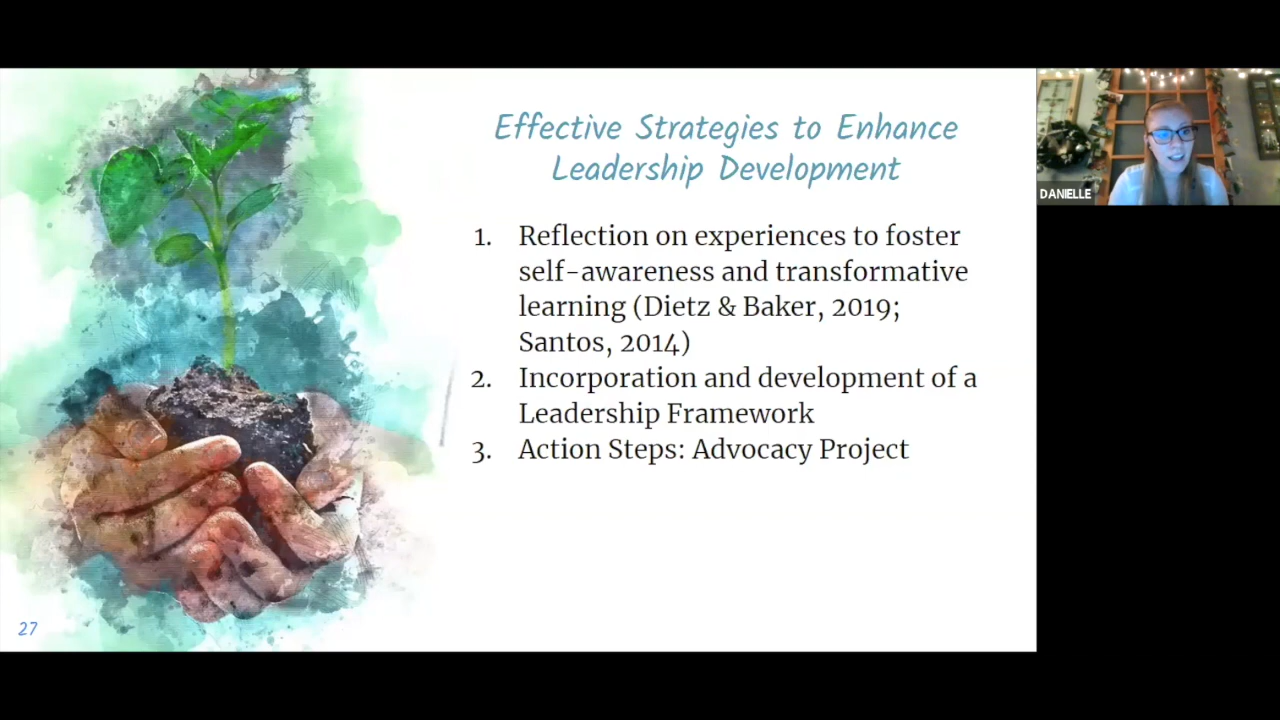 Effective Strategies to Enhance
Leadership Development
1. Reflection on experiences to foster
self-awareness and transformative
learning (Dietz & Baker, 2019;
Santos, 2014)
2. Incorporation and development of a
Leadership Framework
3. Action Steps: Advocacy Project
27
DANIELLE